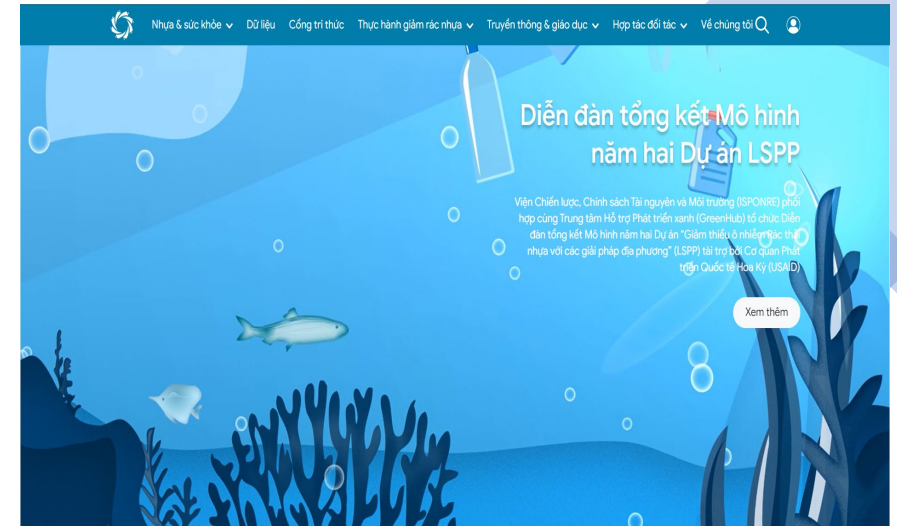 Nhựa & sức khỏe Dữ liệu Cổng tri thức Thực hành giảm rác nhựa Truyền thông & giáo dục Hợp tác đối tác Về chúng tôi
Diễn đàn tổng kết Mô hình
năm hai Dự án LSPP
Viện Chiến lược, Chính sách Tài nguyên và Môi trường (ISPONRE) phối
hợp cùng Trung tâm Hỗ trợ Phát triển xanh (GreenHub) tổ chức Diễn
đàn tổng kết Mô hình năm hai Dự án “Giảm thiểu ô nhiễm Rác thải
nhựa với các giải pháp địa phương” (LSPP) tài trợ bởi Cơ quan Phát
triển Quốc tế Hoa Kỳ (USAID)
Xem thêm